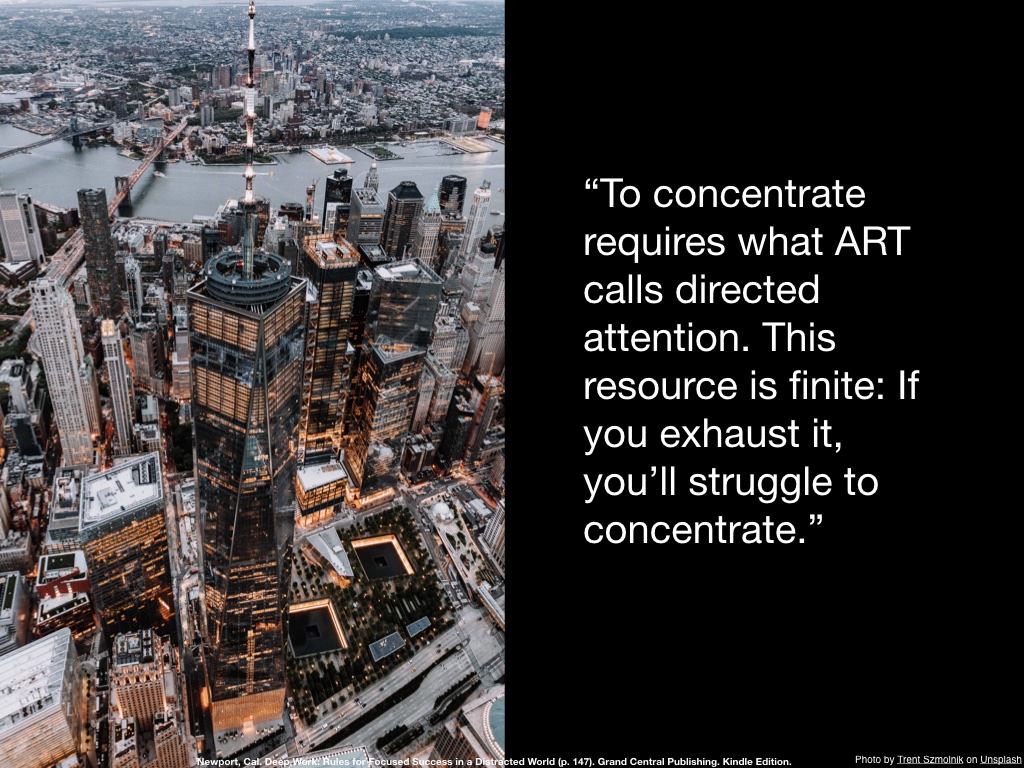 “To concentrate
requires what ART
calls directed
attention. This
resource is finite: If
you exhaust it,
you’ll struggle to
concentrate.”
Newport, Cal. Deep Work: Rules for Focused Success in a Distracted World (p. 147). Grand Central Publishing. Kindle Edition.
Photo by Trent Szmolnik on Unsplash